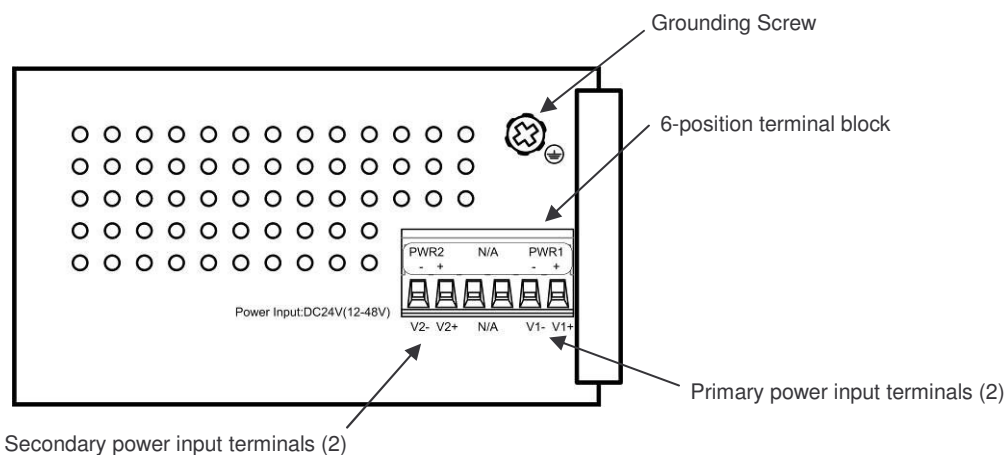 Grounding Screw
6-position terminal block
PWR2 N/A PWR1
- + - +
Power Input:DC24V(12-48V)
V2- V2+ N/A V1- V1+
Primary power input terminals (2)
Secondary power input terminals (2)